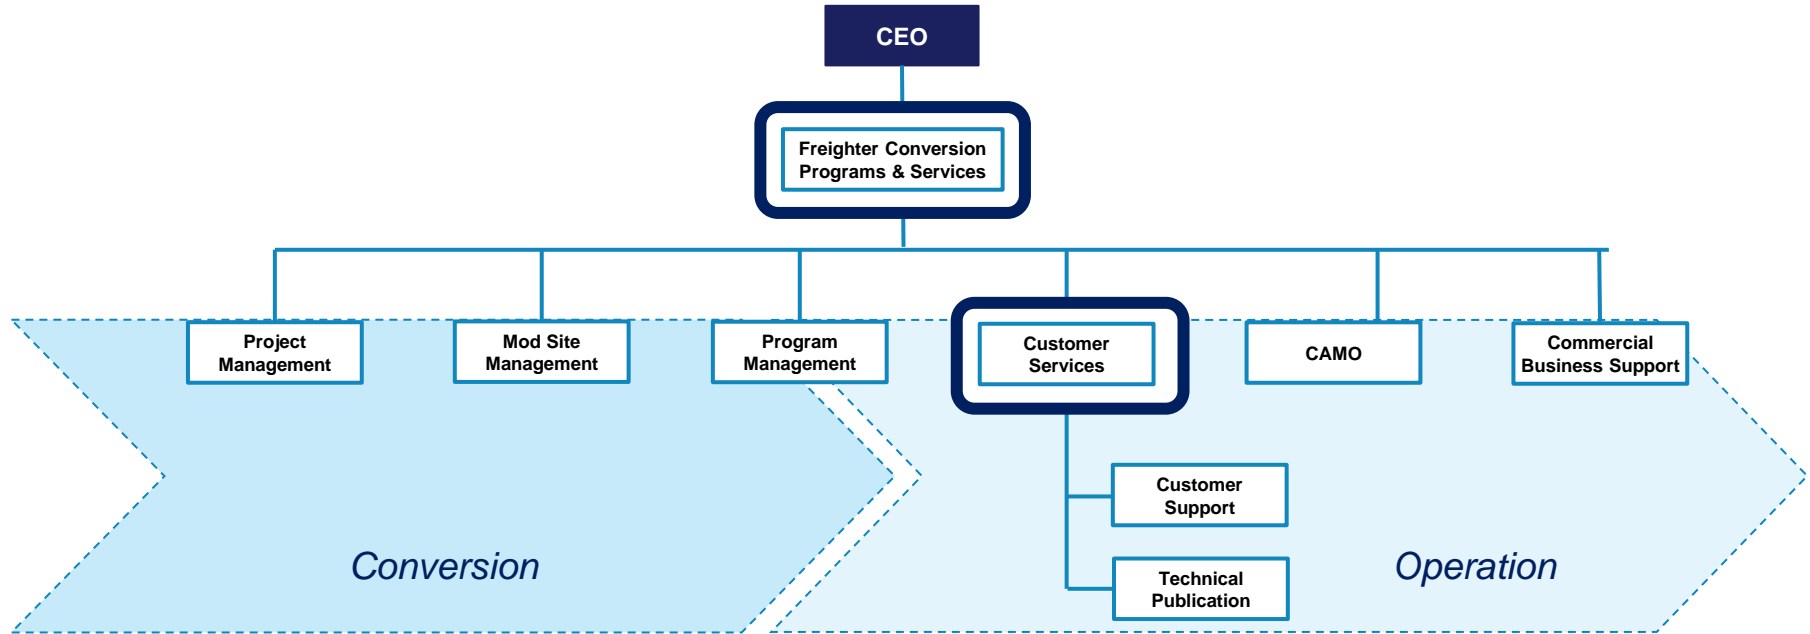 CEO
Freighter Conversion
Programs & Services
Project
Management
Mod Site
Management
Program
Management
Customer
Services
CAMO
Commercial
Business Support
Customer
Support
Technical
Publication
Conversion
Operation